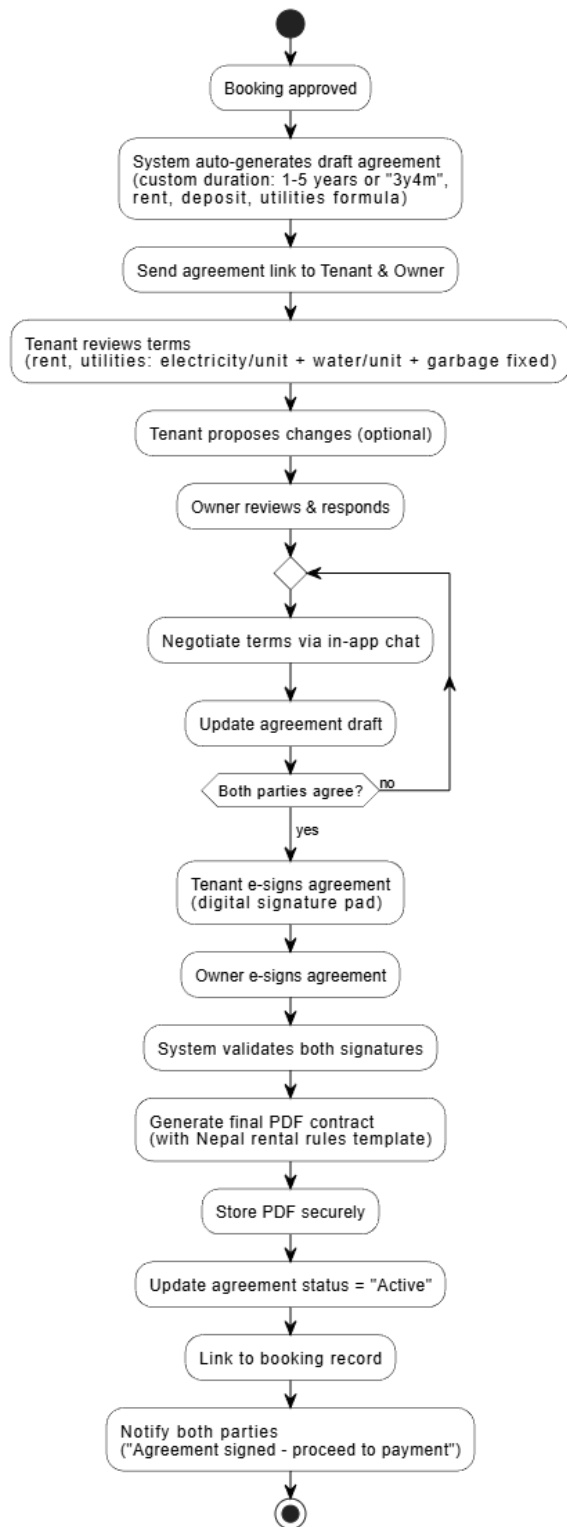 Booking approved
System auto-generates draft agreement
(custom duration: 1-5 years or "3y4m",
rent, deposit, utilities formula)
Send agreement link to Tenant & Owner
Tenant reviews terms
(rent, utilities: electricity/unit + water/unit + garbage fixed)
Tenant proposes changes (optional)
Owner reviews & responds
Negotiate terms via in-app chat
Update agreement draft
Both parties agree?
no
yes
Tenant e-signs agreement
(digital signature pad)
Owner e-signs agreement
System validates both signatures
Generate final PDF contract
(with Nepal rental rules template)
Store PDF securely
Update agreement status = "Active"
Link to booking record
Notify both parties
("Agreement signed - proceed to payment")